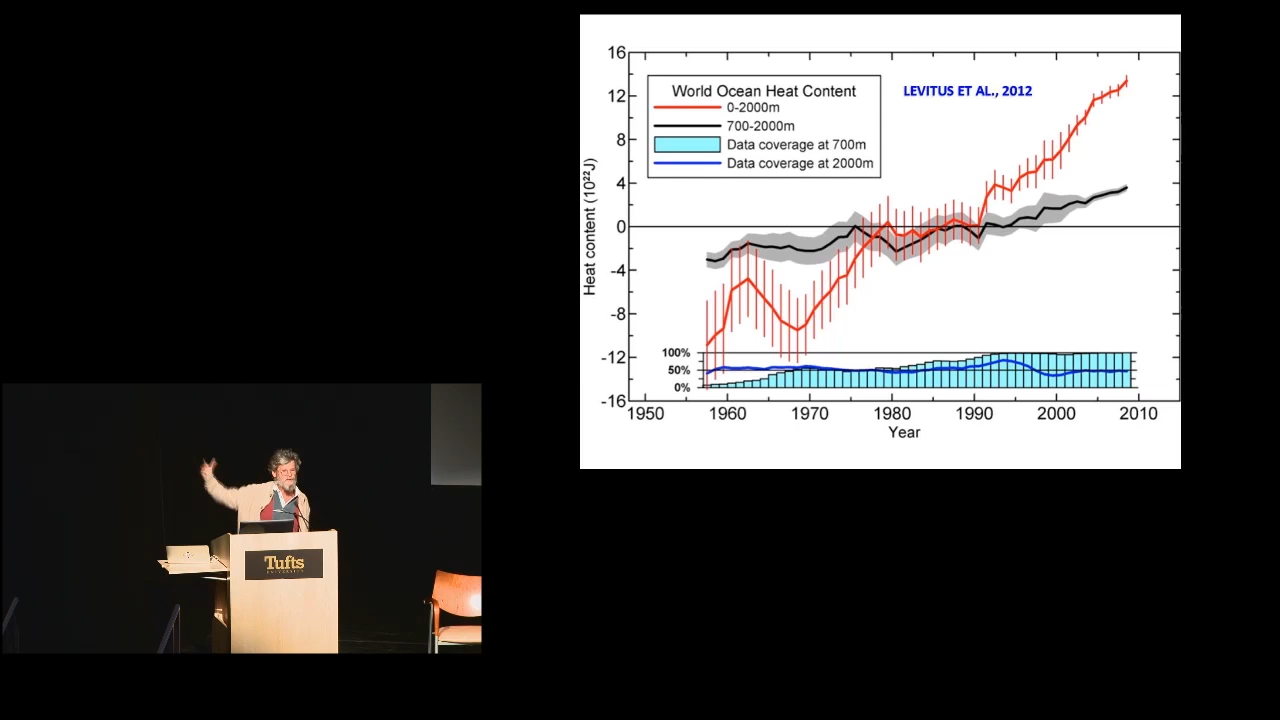 16
12
8
4
0
-4
-8
-12
-16
Heat content (10²²J)
World Ocean Heat Content
0-2000m
700-2000m
Data coverage at 700m
Data coverage at 2000m
LEVITUS ET AL., 2012
100%
50%
0%
1950 1960 1970 1980 1990 2000 2010
Year
Tufts
UNIVERSITY